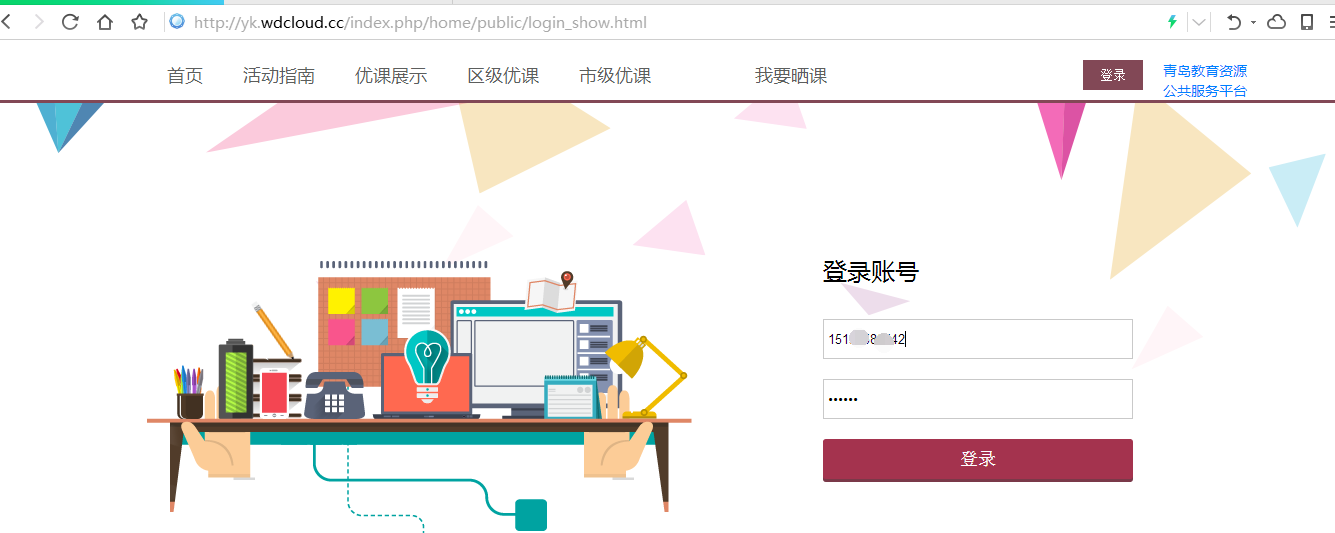 http://yk.wdcloud.cc/index.php/home/public/login_show.html
首页 活动指南 优课展示 区级优课 市级优课 我要晒课 登录 青岛教育资源
公共服务平台
登录账号
••••••
登录